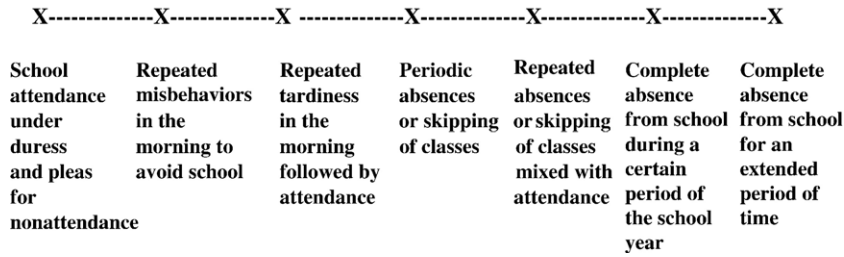 X--------------X--------------X --------------X--------------X--------------X--------------X
School
attendance
under
duress
and pleas
for
nonattendance
Repeated
misbehaviors
in the
morning to
avoid school
Repeated
tardiness
in the
morning
followed by
attendance
Periodic
absences
or skipping
of classes
Repeated
absences
or skipping
of classes
mixed with
attendance
Complete
absence
from school
during a
certain
period of
the school
year
Complete
absence
from school
for an
extended
period of
time